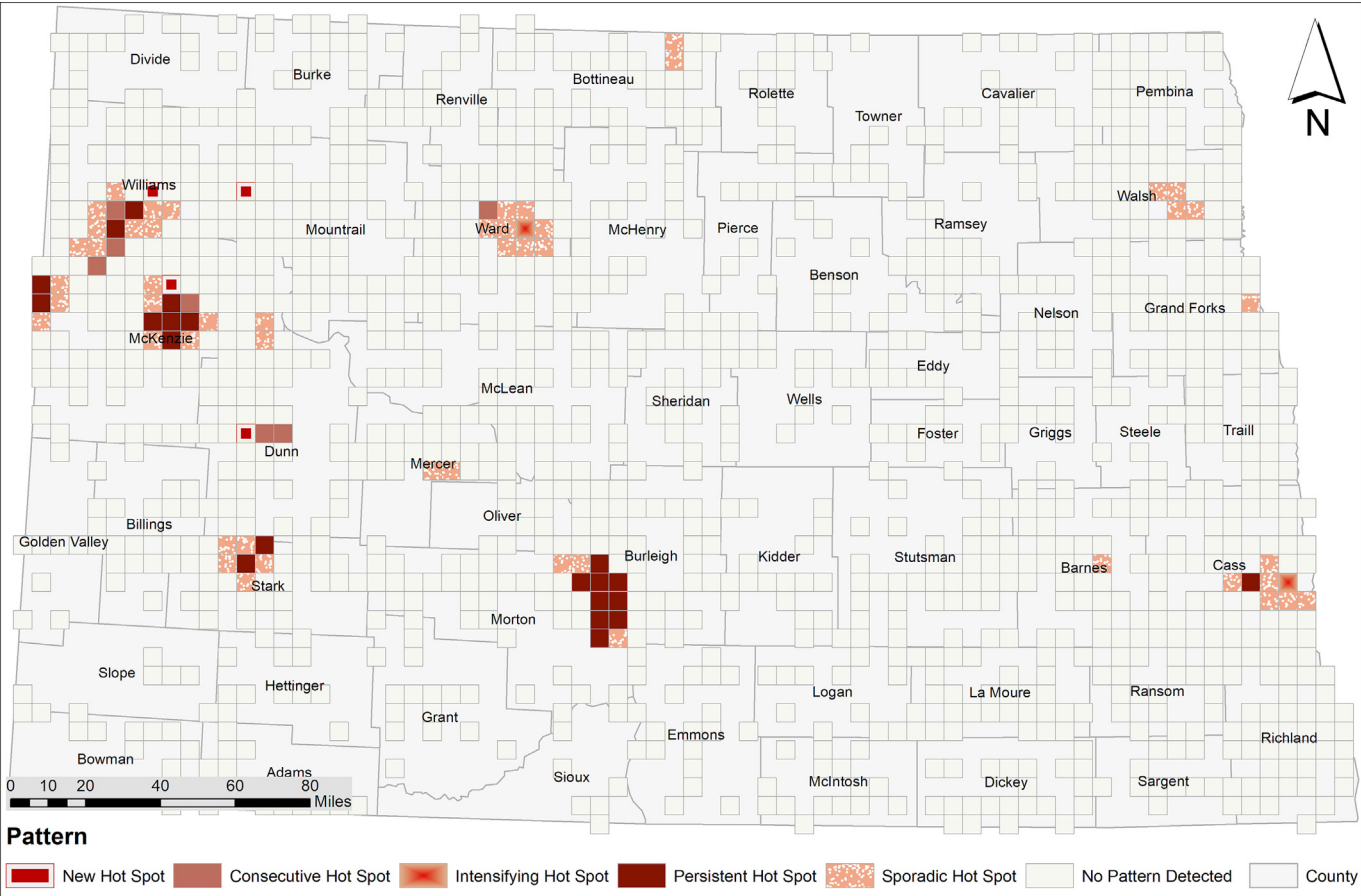 Divide
Burke
Renville
Bottineau
Rolette
Towner
Cavalier
Pembina
N
Williams
Mountrail
Ward
McHenry
Pierce
Ramsey
Walsh
Benson
Nelson
Grand Forks
McKenzie
McLean
Sheridan
Wells
Eddy
Foster
Griggs
Steele
Traill
Dunn
Mercer
Oliver
Billings
Golden Valley
Stark
Burleigh
Kidder
Stutsman
Barnes
Cass
Morton
Slope
Hettinger
Grant
Logan
La Moure
Ransom
Emmons
Richland
Bowman
Adams
Sioux
McIntosh
Dickey
Sargent
0 10 20 40 60 80
Miles
Pattern
New Hot Spot Consecutive Hot Spot Intensifying Hot Spot Persistent Hot Spot Sporadic Hot Spot No Pattern Detected County